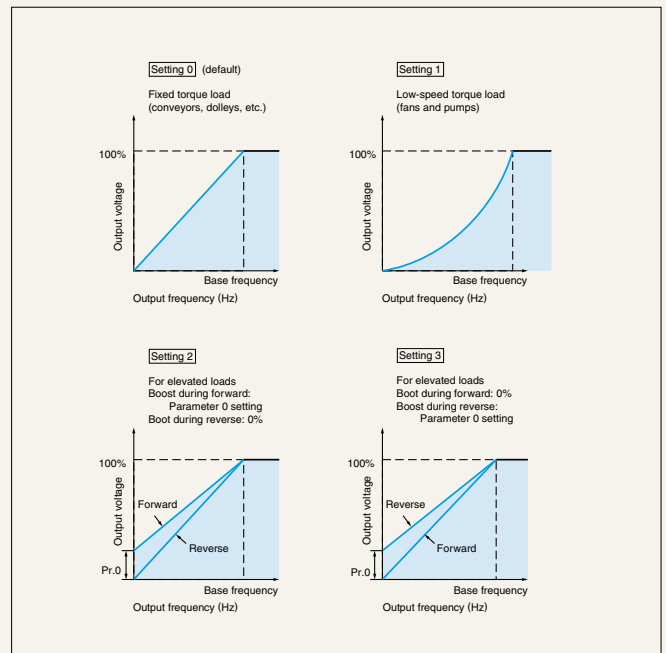 Setting 0 (default)
Fixed torque load
(conveyors, dolleys, etc.)
100%
Output voltage
Base frequency
Output frequency (Hz)
Setting 1
Low-speed torque load
(fans and pumps)
100%
Output voltage
Base frequency
Output frequency (Hz)
Setting 2
For elevated loads
Boost during forward:
Parameter 0 setting
Boot during reverse: 0%
100%
Output voltage
Forward
Reverse
Pr.0
Base frequency
Output frequency (Hz)
Setting 3
For elevated loads
Boot during forward: 0%
Boost during reverse:
Parameter 0 setting
100%
Output voltage
Reverse
Forward
Pr.0
Base frequency
Output frequency (Hz)